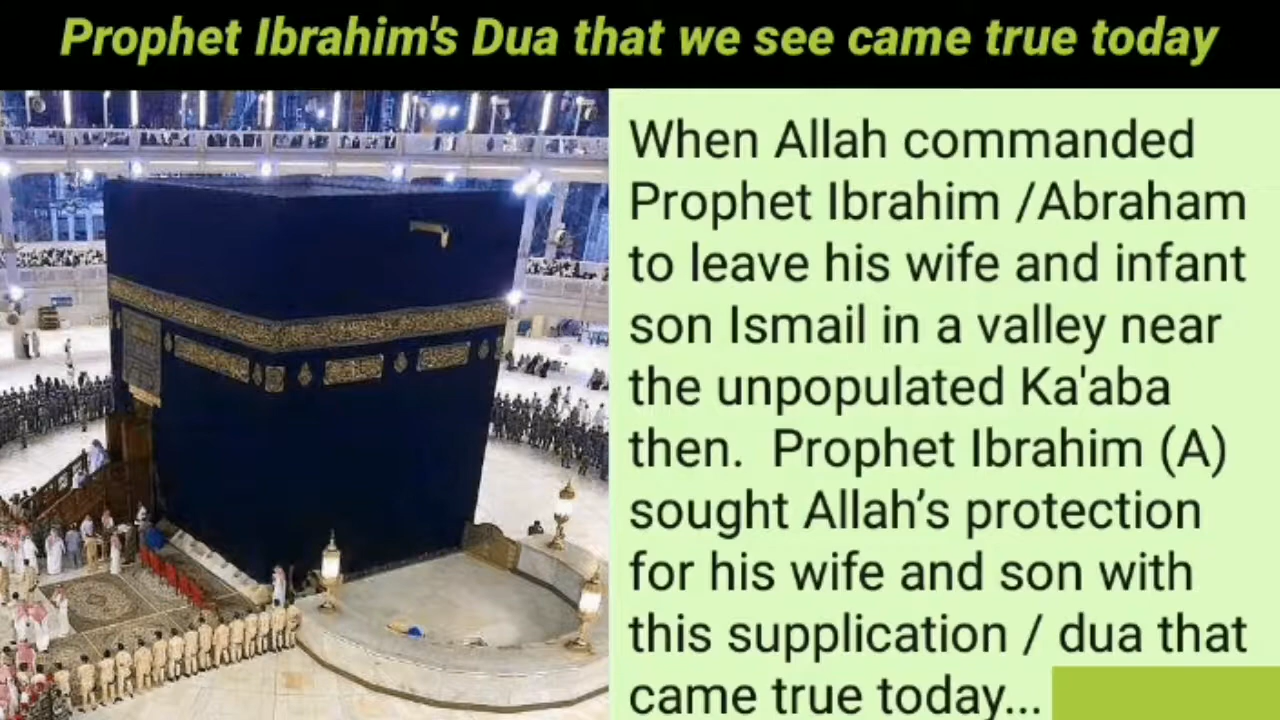 Prophet Ibrahim's Dua that we see came true today
When Allah commanded
Prophet Ibrahim /Abraham
to leave his wife and infant
son Ismail in a valley near
the unpopulated Ka'aba
then.  Prophet Ibrahim (A)
sought Allah’s protection
for his wife and son with
this supplication / dua that
came true today...